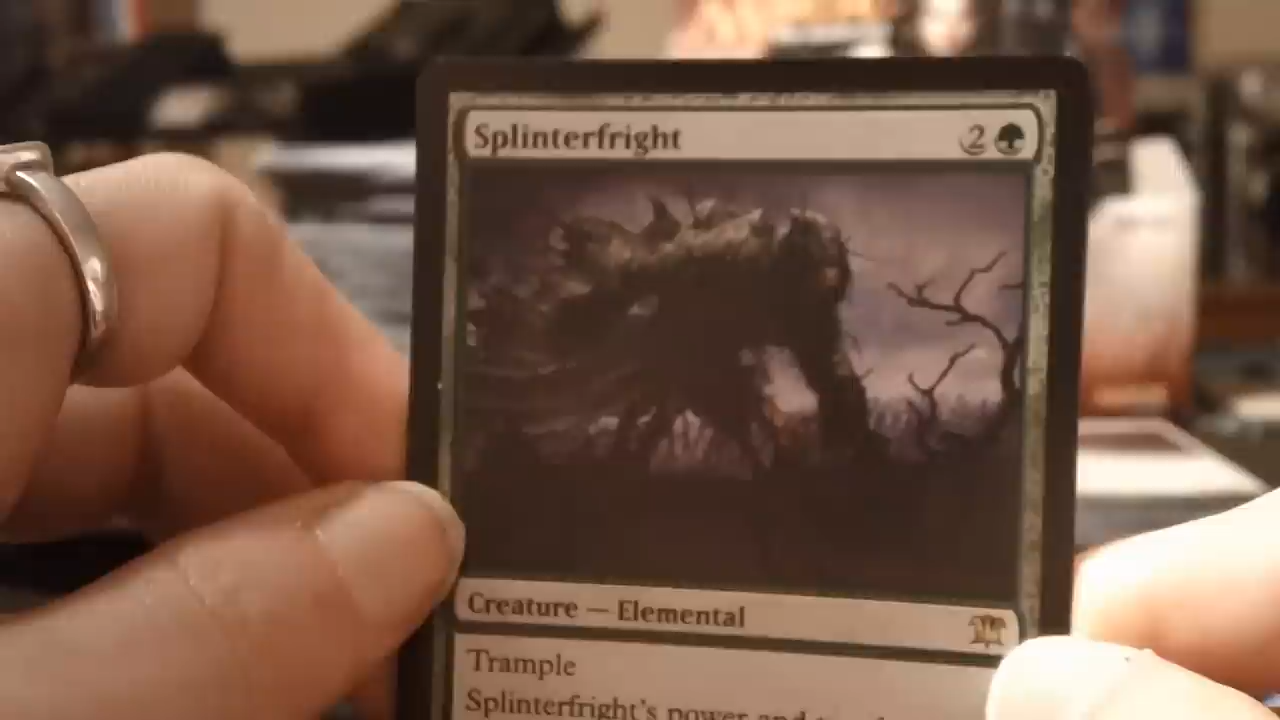 Splinterfright 2
Creature — Elemental
Trample
Splinterfright's power and